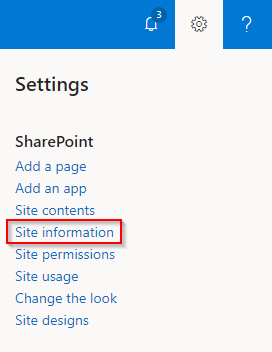 3
?
Settings
SharePoint
Add a page
Add an app
Site contents
Site information
Site permissions
Site usage
Change the look
Site designs